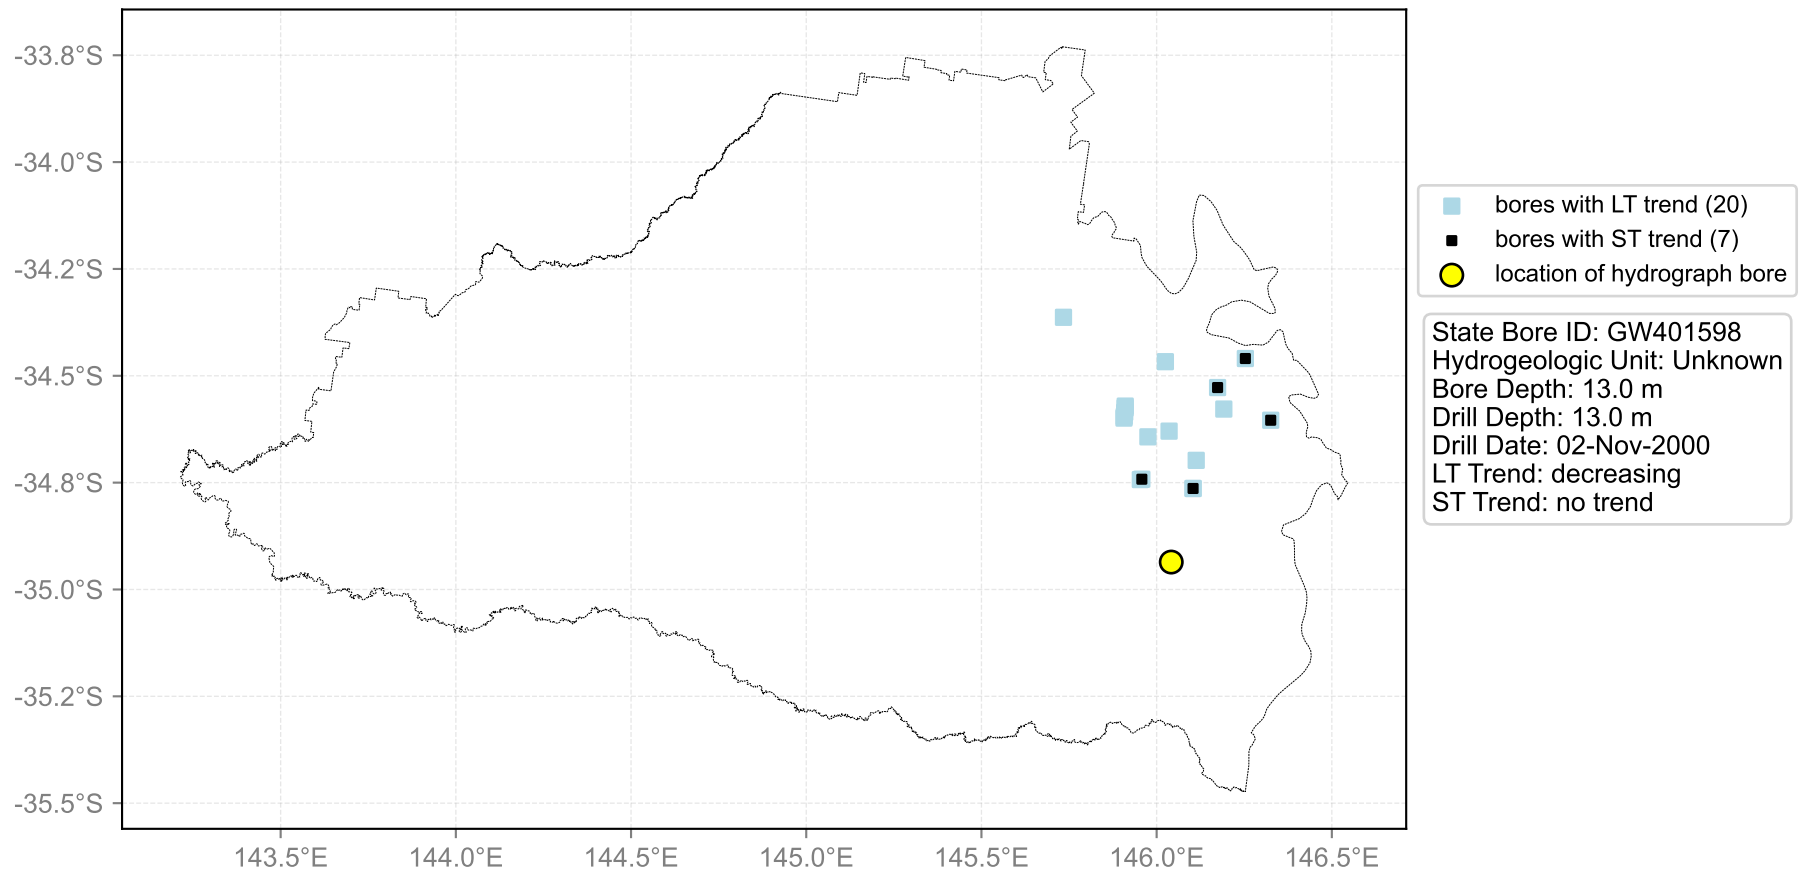 -33.8°S
-34.0°S
-34.2°S
-34.5°S
-34.8°S
-35.0°S
-35.2°S
-35.5°S
143.5°E
144.0°E
144.5°E
145.0°E
145.5°E
146.0°E
146.5°E
bores with LT trend (20)
bores with ST trend (7)
location of hydrograph bore
State Bore ID: GW401598
Hydrogeologic Unit: Unknown
Bore Depth: 13.0 m
Drill Depth: 13.0 m
Drill Date: 02-Nov-2000
LT Trend: decreasing
ST Trend: no trend